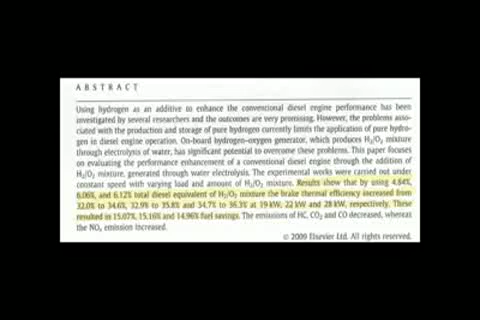 ABSTRACT
Using hydrogen as an additive to enhance the conventional diesel engine performance has been
investigated by several researchers and the outcomes are very promising. However, the problems asso-
ciated with the production and storage of pure hydrogen currently limits the application of pure hydro-
gen in diesel engine operation. On-board hydrogen–oxygen generator, which produces H₂/O₂ mixture
through electrolysis of water, has significant potential to overcome these problems. This paper focuses
on evaluating the performance enhancement of a conventional diesel engine through the addition of
H₂/O₂ mixture, generated through water electrolysis. The experimental works were carried out under
constant speed with varying load and amount of H₂/O₂ mixture. Results show that by using 4.84%,
6.06%, and 6.12% total diesel equivalent of H₂/O₂ mixture the brake thermal efficiency increased from
32.0% to 34.6%, 32.9% to 35.8% and 34.7% to 36.3% at 19 kW, 22 kW and 28 kW, respectively. These
resulted in 15.07%, 15.16% and 14.96% fuel savings. The emissions of HC, CO₂ and CO decreased, whereas
the NOₓ emission increased.
© 2009 Elsevier Ltd. All rights reserved.